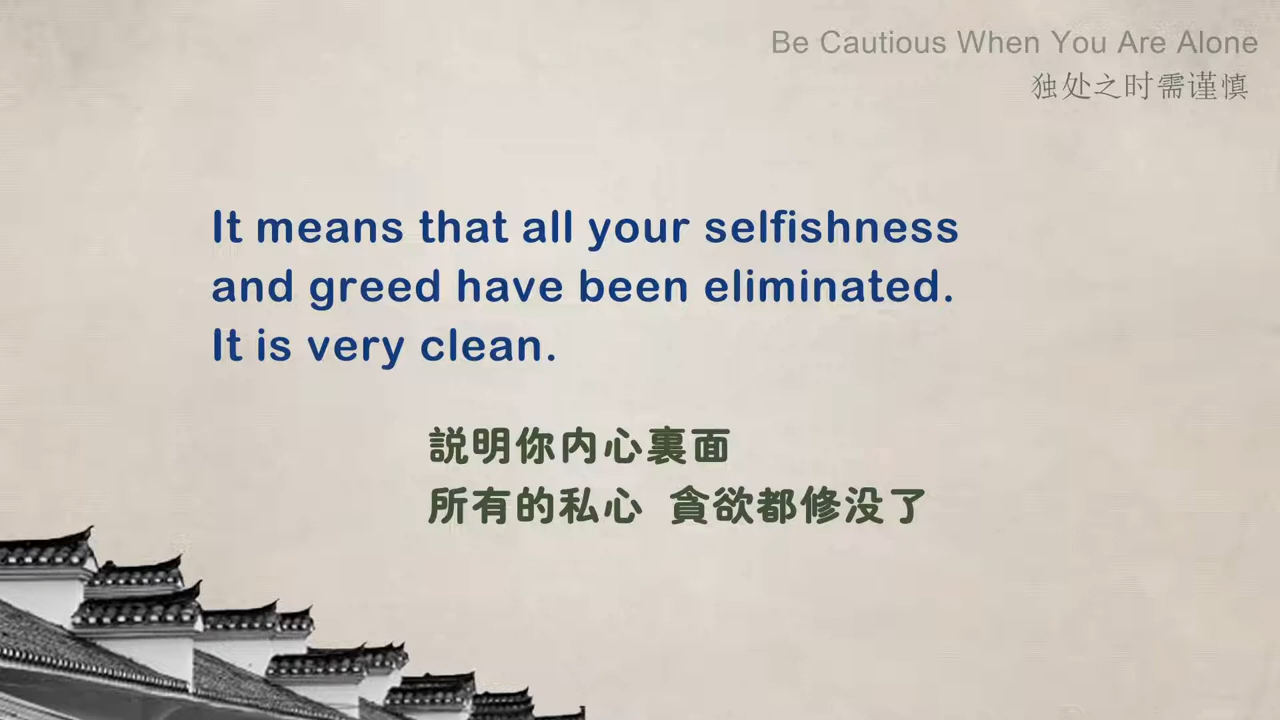 Be Cautious When You Are Alone
独处之时需谨慎
It means that all your selfishness
and greed have been eliminated.
It is very clean.
説明你内心裏面
所有的私心 貪欲都修没了